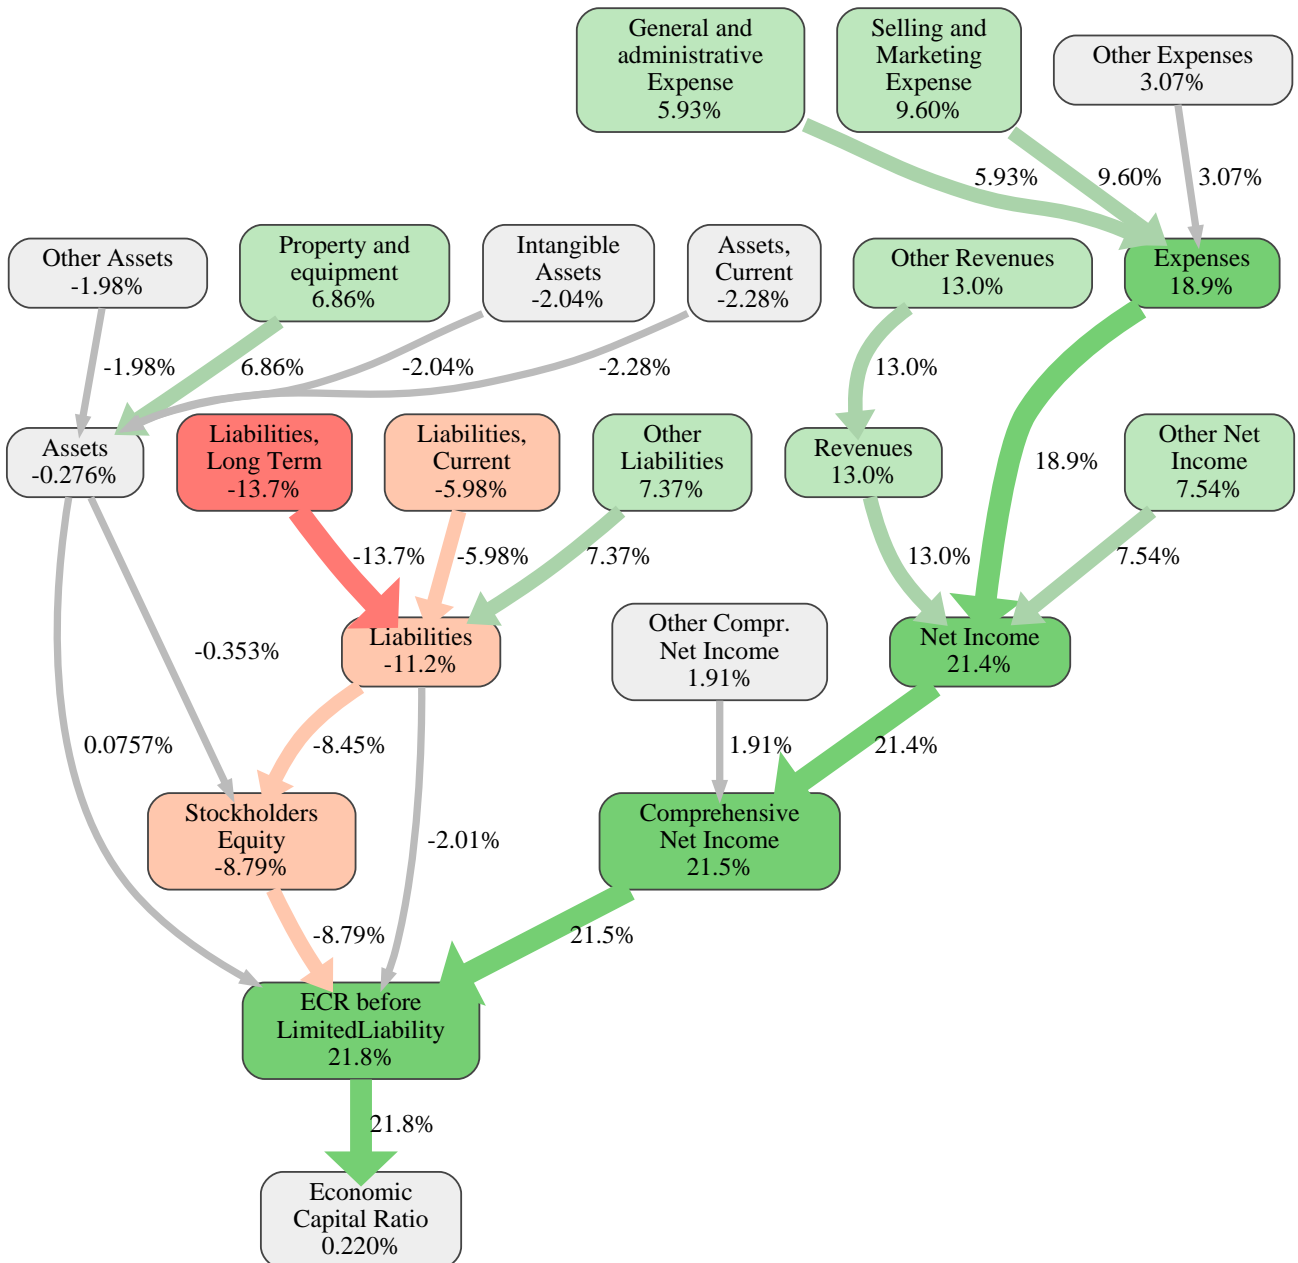 General and
administrative
Expense
5.93%
Selling and
Marketing
Expense
9.60%
Other Expenses
3.07%
5.93%
9.60%
3.07%
Other Assets
-1.98%
Property and
equipment
6.86%
Intangible
Assets
-2.04%
Assets,
Current
-2.28%
Other Revenues
13.0%
Expenses
18.9%
-1.98%
6.86%
-2.04%
-2.28%
13.0%
18.9%
Assets
-0.276%
Liabilities,
Long Term
-13.7%
Liabilities,
Current
-5.98%
Other
Liabilities
7.37%
Revenues
13.0%
Other Net
Income
7.54%
-13.7%
-5.98%
7.37%
13.0%
7.54%
-0.353%
Liabilities
-11.2%
Other Compr.
Net Income
1.91%
Net Income
21.4%
0.0757%
-8.45%
1.91%
21.4%
Stockholders
Equity
-8.79%
-2.01%
Comprehensive
Net Income
21.5%
-8.79%
21.5%
ECR before
LimitedLiability
21.8%
21.8%
Economic
Capital Ratio
0.220%